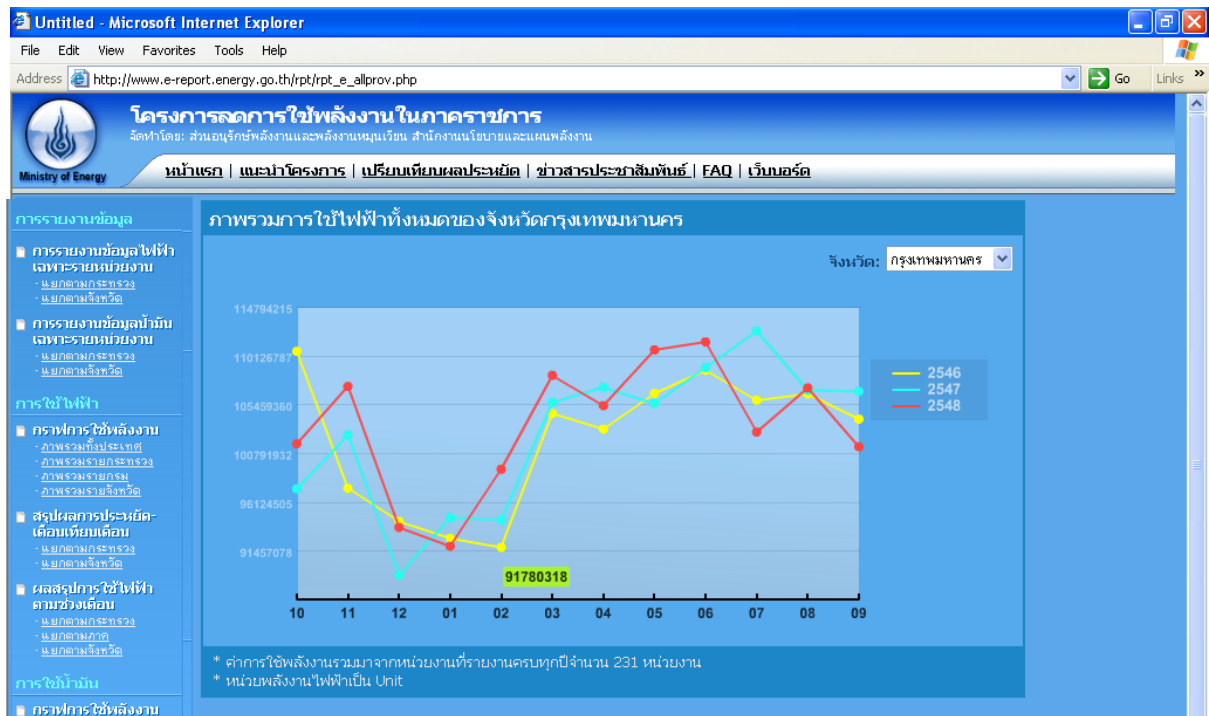 Untitled - Microsoft Internet Explorer
File Edit View Favorites Tools Help
Address http://www.e-report.energy.go.th/rpt/rpt_e_allprov.php Go Links »
โครงการลดการใช้พลังงานในภาคราชการ
จัดทำโดย: ส่วนอนุรักษ์พลังงานและพลังงานหมุนเวียน สำนักงานนโยบายและแผนพลังงาน
Ministry of Energy
หน้าแรก | แนะนำโครงการ | เปรียบเทียบผลประหยัด | ข่าวสารประชาสัมพันธ์ | FAQ | เว็บบอร์ด
การรายงานข้อมูล
การรายงานข้อมูลไฟฟ้า
เฉพาะรายหน่วยงาน
- แยกตามกระทรวง
- แยกตามจังหวัด
การรายงานข้อมูลน้ำมัน
เฉพาะรายหน่วยงาน
- แยกตามกระทรวง
- แยกตามจังหวัด
การใช้ไฟฟ้า
กราฟการใช้พลังงาน
- ภาพรวมทั้งประเทศ
- ภาพรวมรายกระทรวง
- ภาพรวมรายกรม
- ภาพรวมรายจังหวัด
สรุปผลการประหยัด-
เดือนเทียบเดือน
- แยกตามกระทรวง
- แยกตามจังหวัด
ผลสรุปการใช้ไฟฟ้า
ตามช่วงเดือน
- แยกตามกระทรวง
- แยกตามภาค
- แยกตามจังหวัด
การใช้น้ำมัน
กราฟการใช้พลังงาน
ภาพรวมการใช้ไฟฟ้าทั้งหมดของจังหวัดกรุงเทพมหานคร
จังหวัด: กรุงเทพมหานคร
114794215
110126787
105459360
100791932
96124505
91457078
2546
2547
2548
91780318
10 11 12 01 02 03 04 05 06 07 08 09
* ค่าการใช้พลังงานรวมมาจากหน่วยงานที่รายงานครบทุกปีจำนวน 231 หน่วยงาน
* หน่วยพลังงานไฟฟ้าเป็น Unit